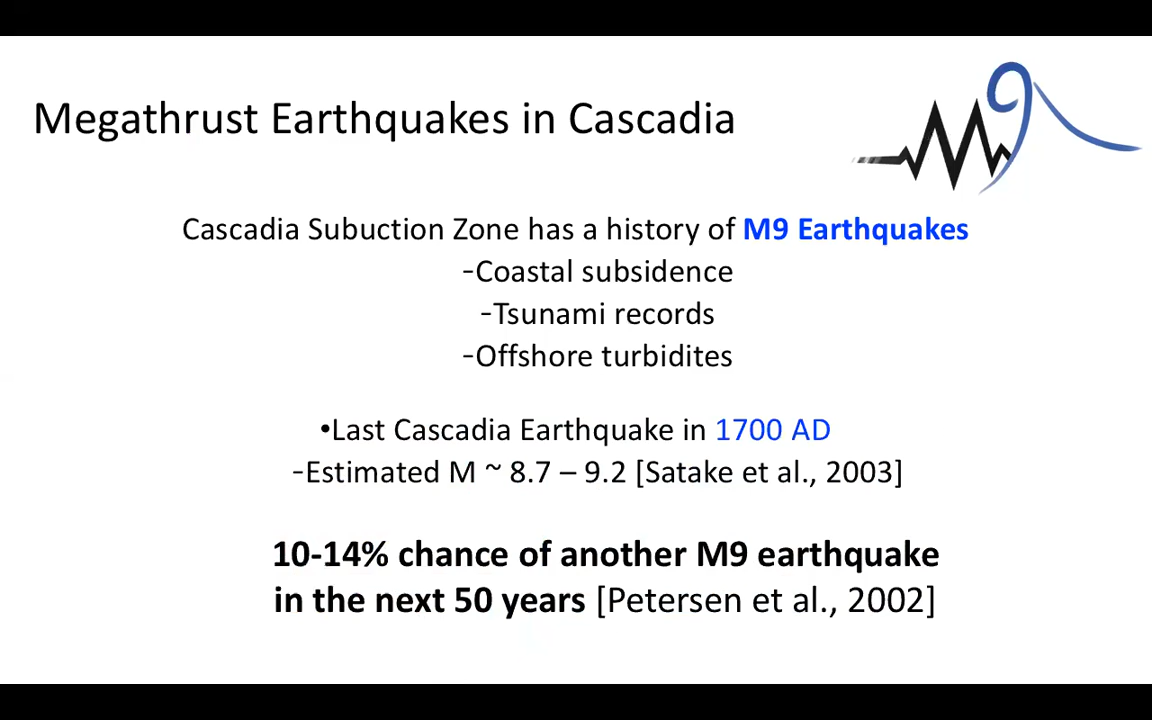 Megathrust Earthquakes in Cascadia
M9
Cascadia Subuction Zone has a history of M9 Earthquakes
-Coastal subsidence
-Tsunami records
-Offshore turbidites
•Last Cascadia Earthquake in 1700 AD
-Estimated M ~ 8.7 – 9.2 [Satake et al., 2003]
10-14% chance of another M9 earthquake
in the next 50 years [Petersen et al., 2002]